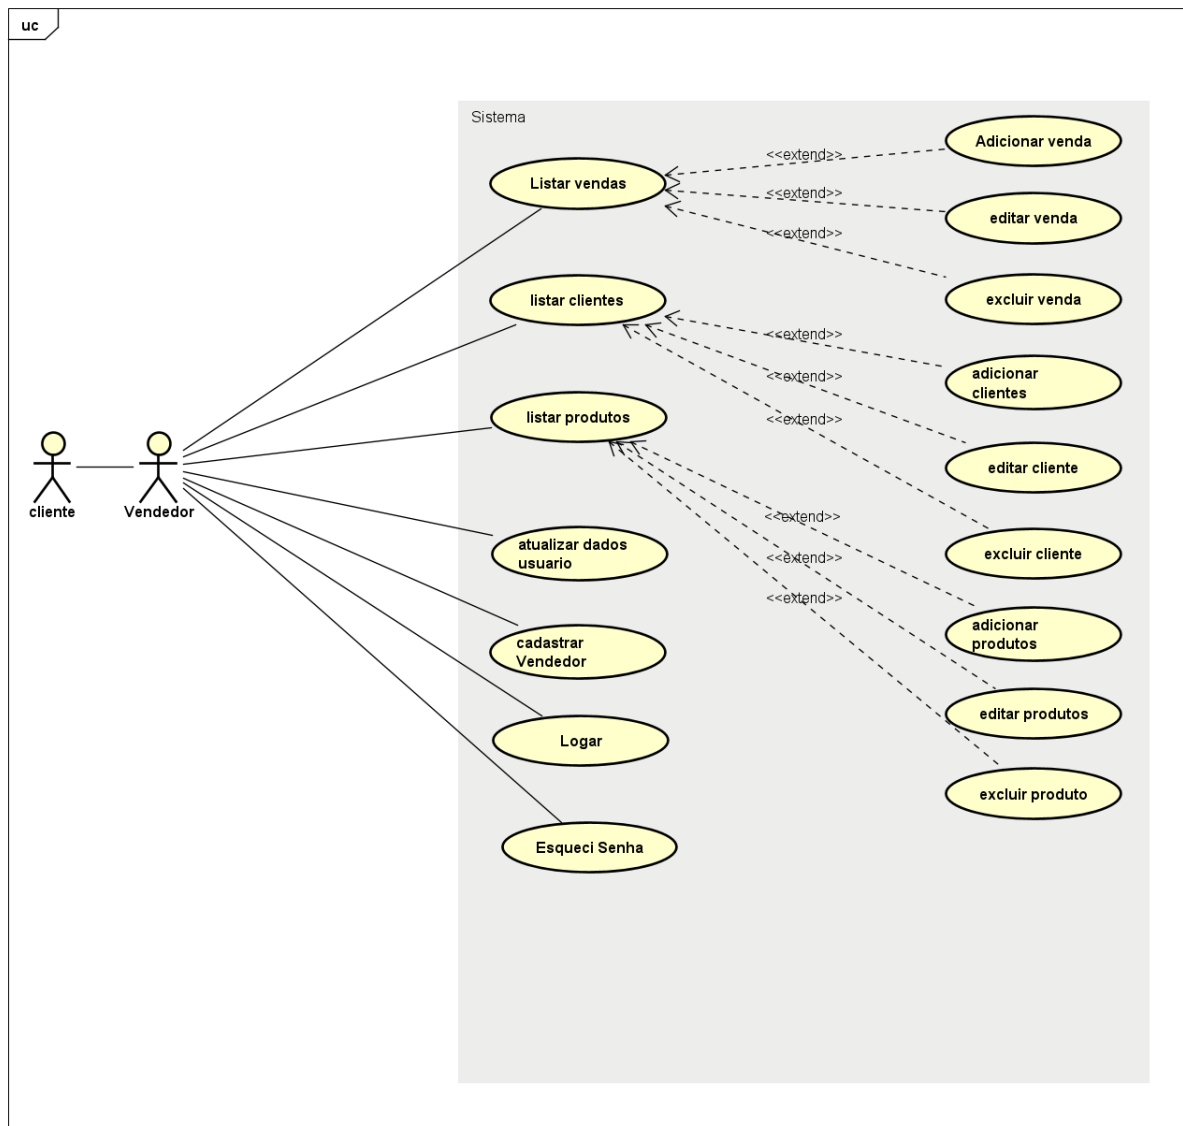 uc
Sistema
Listar vendas
<<extend>>
Adicionar venda
<<extend>>
editar venda
<<extend>>
excluir venda
listar clientes
<<extend>>
adicionar
clientes
<<extend>>
editar cliente
<<extend>>
excluir cliente
listar produtos
<<extend>>
adicionar
produtos
<<extend>>
editar produtos
<<extend>>
excluir produto
cliente
Vendedor
atualizar dados
usuario
cadastrar
Vendedor
Logar
Esqueci Senha